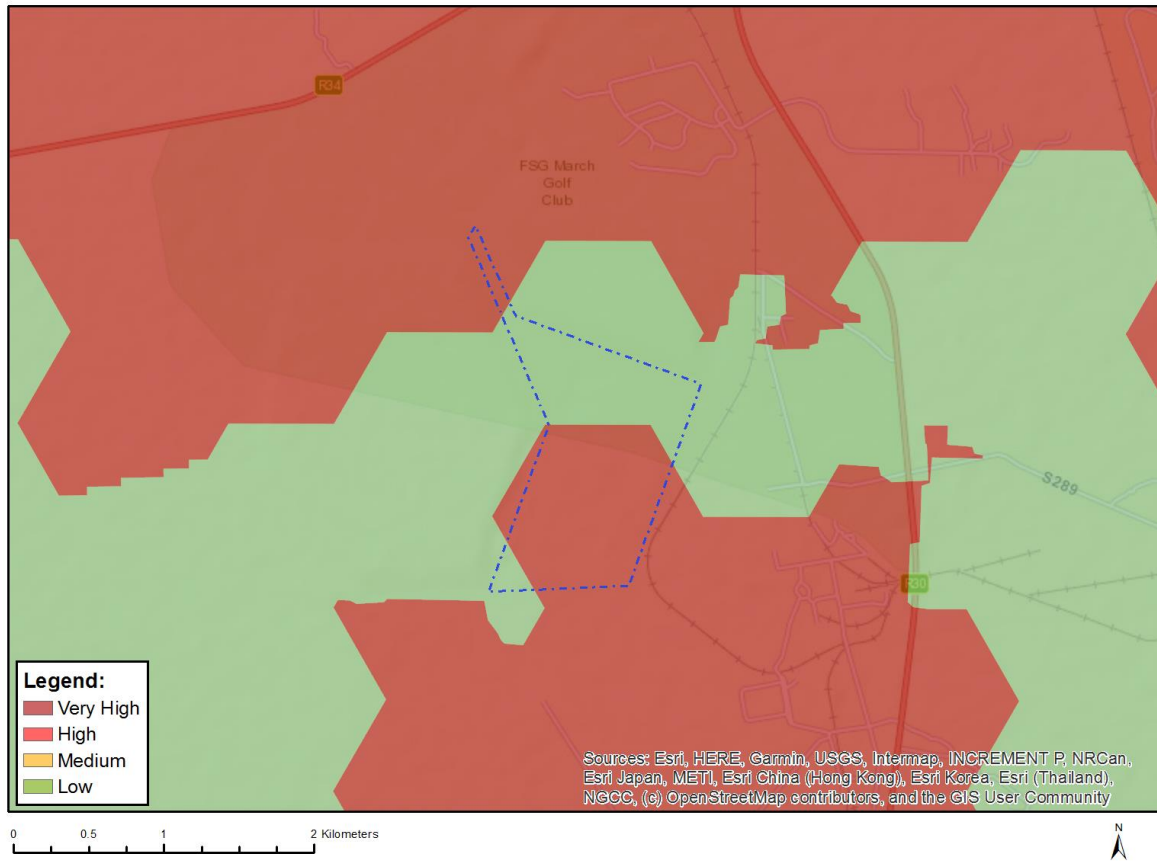 R34
FSG March
Golf
Club
S289
R30
Legend:
Very High
High
Medium
Low
Sources: Esri, HERE, Garmin, USGS, Intermap, INCREMENT P, NRCan,
Esri Japan, METI, Esri China (Hong Kong), Esri Korea, Esri (Thailand),
NGCC, (c) OpenStreetMap contributors, and the GIS User Community
0 0.5 1 2 Kilometers
N